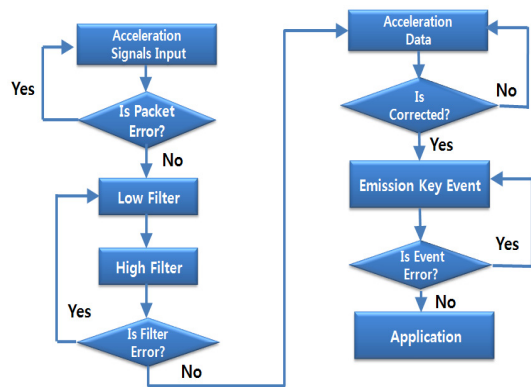 Acceleration
Signals Input
Yes
Is Packet
Error?
No
Low Filter
High Filter
Yes
Is Filter
Error?
No
Acceleration
Data
No
Is
Corrected?
Yes
Emission Key Event
Is Event
Error?
Yes
No
Application